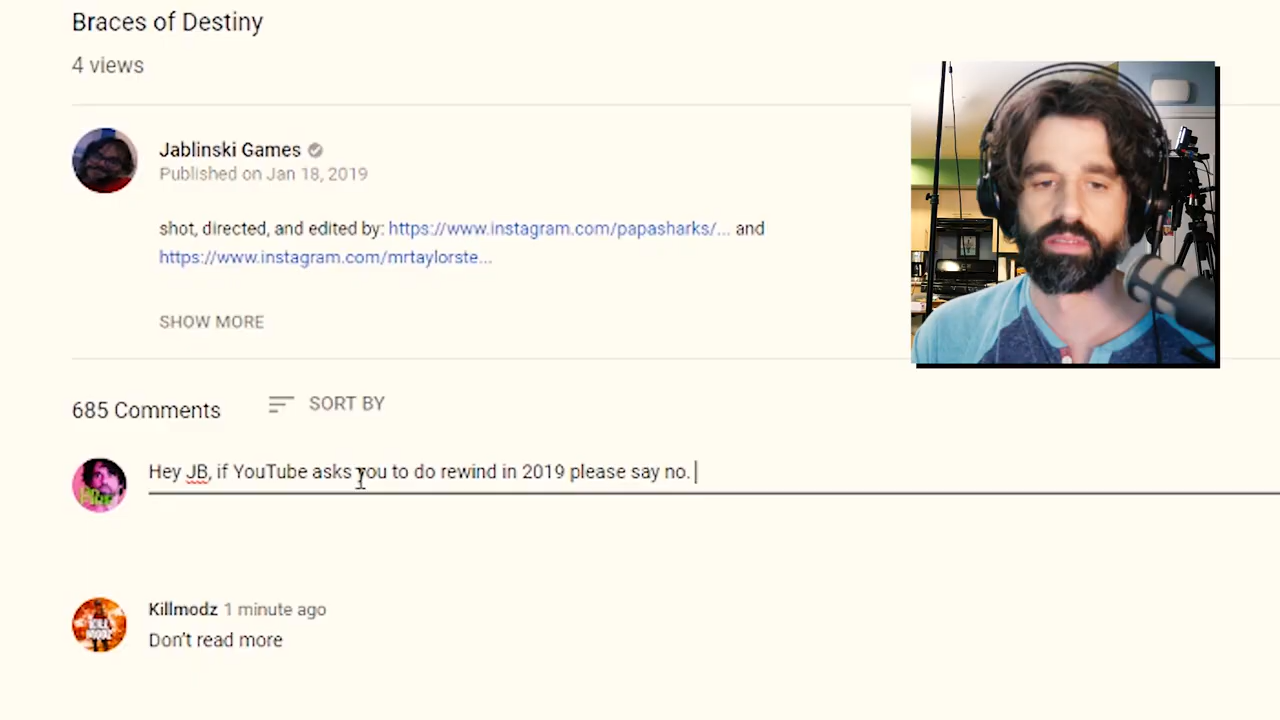 Braces of Destiny
4 views
Jablinski Games
Published on Jan 18, 2019
shot, directed, and edited by: https://www.instagram.com/papasharks/... and
https://www.instagram.com/mrtaylorste...
SHOW MORE
685 Comments
SORT BY
Hey JB, if YouTube asks you to do rewind in 2019 please say no.
Killmodz 1 minute ago
Don't read more